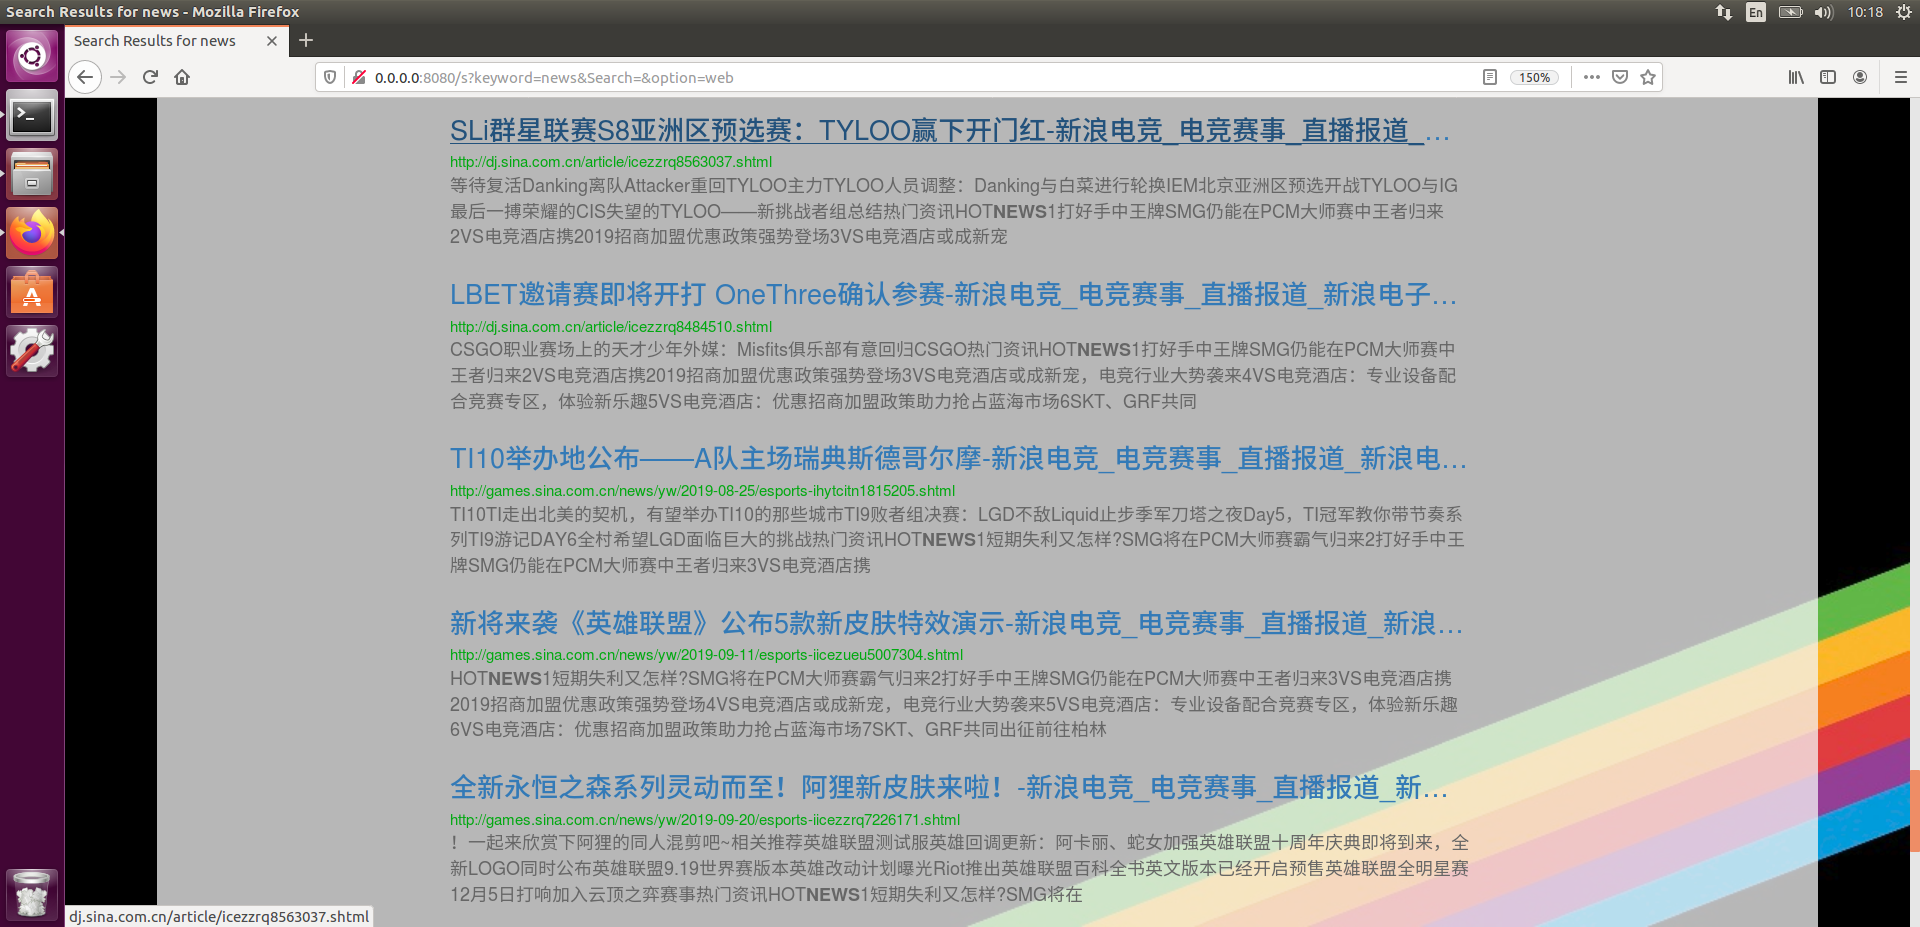 Search Results for news - Mozilla Firefox
En
10:18
Search Results for news
0.0.0.0:8080/s?keyword=news&Search=&option=web
150%
SLi群星联赛S8亚洲区预选赛：TYLOO赢下开门红-新浪电竞_电竞赛事_直播报道_…
http://dj.sina.com.cn/article/icezzrq8563037.shtml
等待复活Danking离队Attacker重回TYLOO主力TYLOO人员调整：Danking与白菜进行轮换IEM北京亚洲区预选开战TYLOO与IG
最后一搏荣耀的CIS失望的TYLOO——新挑战者组总结热门资讯HOTNEWS1打好手中王牌SMG仍能在PCM大师赛中王者归来
2VS电竞酒店携2019招商加盟优惠政策强势登场3VS电竞酒店或成新宠
LBET邀请赛即将开打 OneThree确认参赛-新浪电竞_电竞赛事_直播报道_新浪电子…
http://dj.sina.com.cn/article/icezzrq8484510.shtml
CSGO职业赛场上的天才少年外媒：Misfits俱乐部有意回归CSGO热门资讯HOTNEWS1打好手中王牌SMG仍能在PCM大师赛中
王者归来2VS电竞酒店携2019招商加盟优惠政策强势登场3VS电竞酒店或成新宠，电竞行业大势袭来4VS电竞酒店：专业设备配
合竞赛专区，体验新乐趣5VS电竞酒店：优惠招商加盟政策助力抢占蓝海市场6SKT、GRF共同
TI10举办地公布——A队主场瑞典斯德哥尔摩-新浪电竞_电竞赛事_直播报道_新浪电…
http://games.sina.com.cn/news/yw/2019-08-25/esports-ihytcitn1815205.shtml
TI10TI走出北美的契机，有望举办TI10的那些城市TI9败者组决赛：LGD不敌Liquid止步季军刀塔之夜Day5，TI冠军教你带节奏系
列TI9游记DAY6全村希望LGD面临巨大的挑战热门资讯HOTNEWS1短期失利又怎样?SMG将在PCM大师赛霸气归来2打好手中王
牌SMG仍能在PCM大师赛中王者归来3VS电竞酒店携
新将来袭《英雄联盟》公布5款新皮肤特效演示-新浪电竞_电竞赛事_直播报道_新浪…
http://games.sina.com.cn/news/yw/2019-09-11/esports-iicezueu5007304.shtml
HOTNEWS1短期失利又怎样?SMG将在PCM大师赛霸气归来2打好手中王牌SMG仍能在PCM大师赛中王者归来3VS电竞酒店携
2019招商加盟优惠政策强势登场4VS电竞酒店或成新宠，电竞行业大势袭来5VS电竞酒店：专业设备配合竞赛专区，体验新乐趣
6VS电竞酒店：优惠招商加盟政策助力抢占蓝海市场7SKT、GRF共同出征前往柏林
全新永恒之森系列灵动而至！阿狸新皮肤来啦！-新浪电竞_电竞赛事_直播报道_新…
http://games.sina.com.cn/news/yw/2019-09-20/esports-iicezzrq7226171.shtml
！一起来欣赏下阿狸的同人混剪吧~相关推荐英雄联盟测试服英雄回调更新：阿卡丽、蛇女加强英雄联盟十周年庆典即将到来，全
新LOGO同时公布英雄联盟9.19世界赛版本英雄改动计划曝光Riot推出英雄联盟百科全书英文版本已经开启预售英雄联盟全明星赛
12月5日打响加入云顶之弈赛事热门资讯HOTNEWS1短期失利又怎样?SMG将在
dj.sina.com.cn/article/icezzrq8563037.shtml